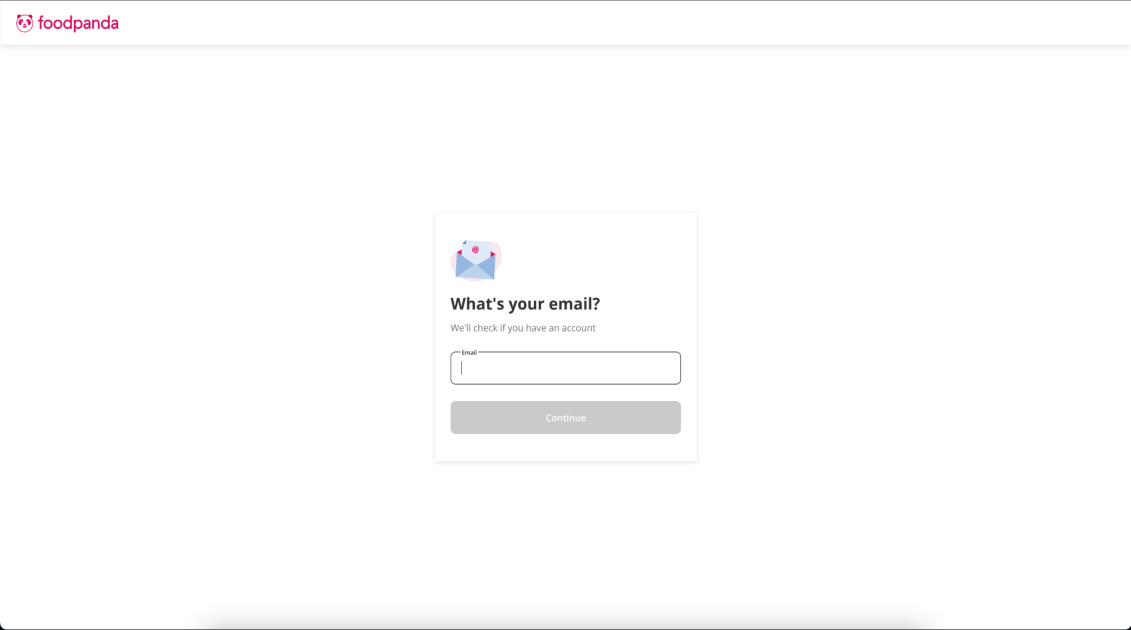 foodpanda
@
What's your email?
We'll check if you have an account
Email
Continue